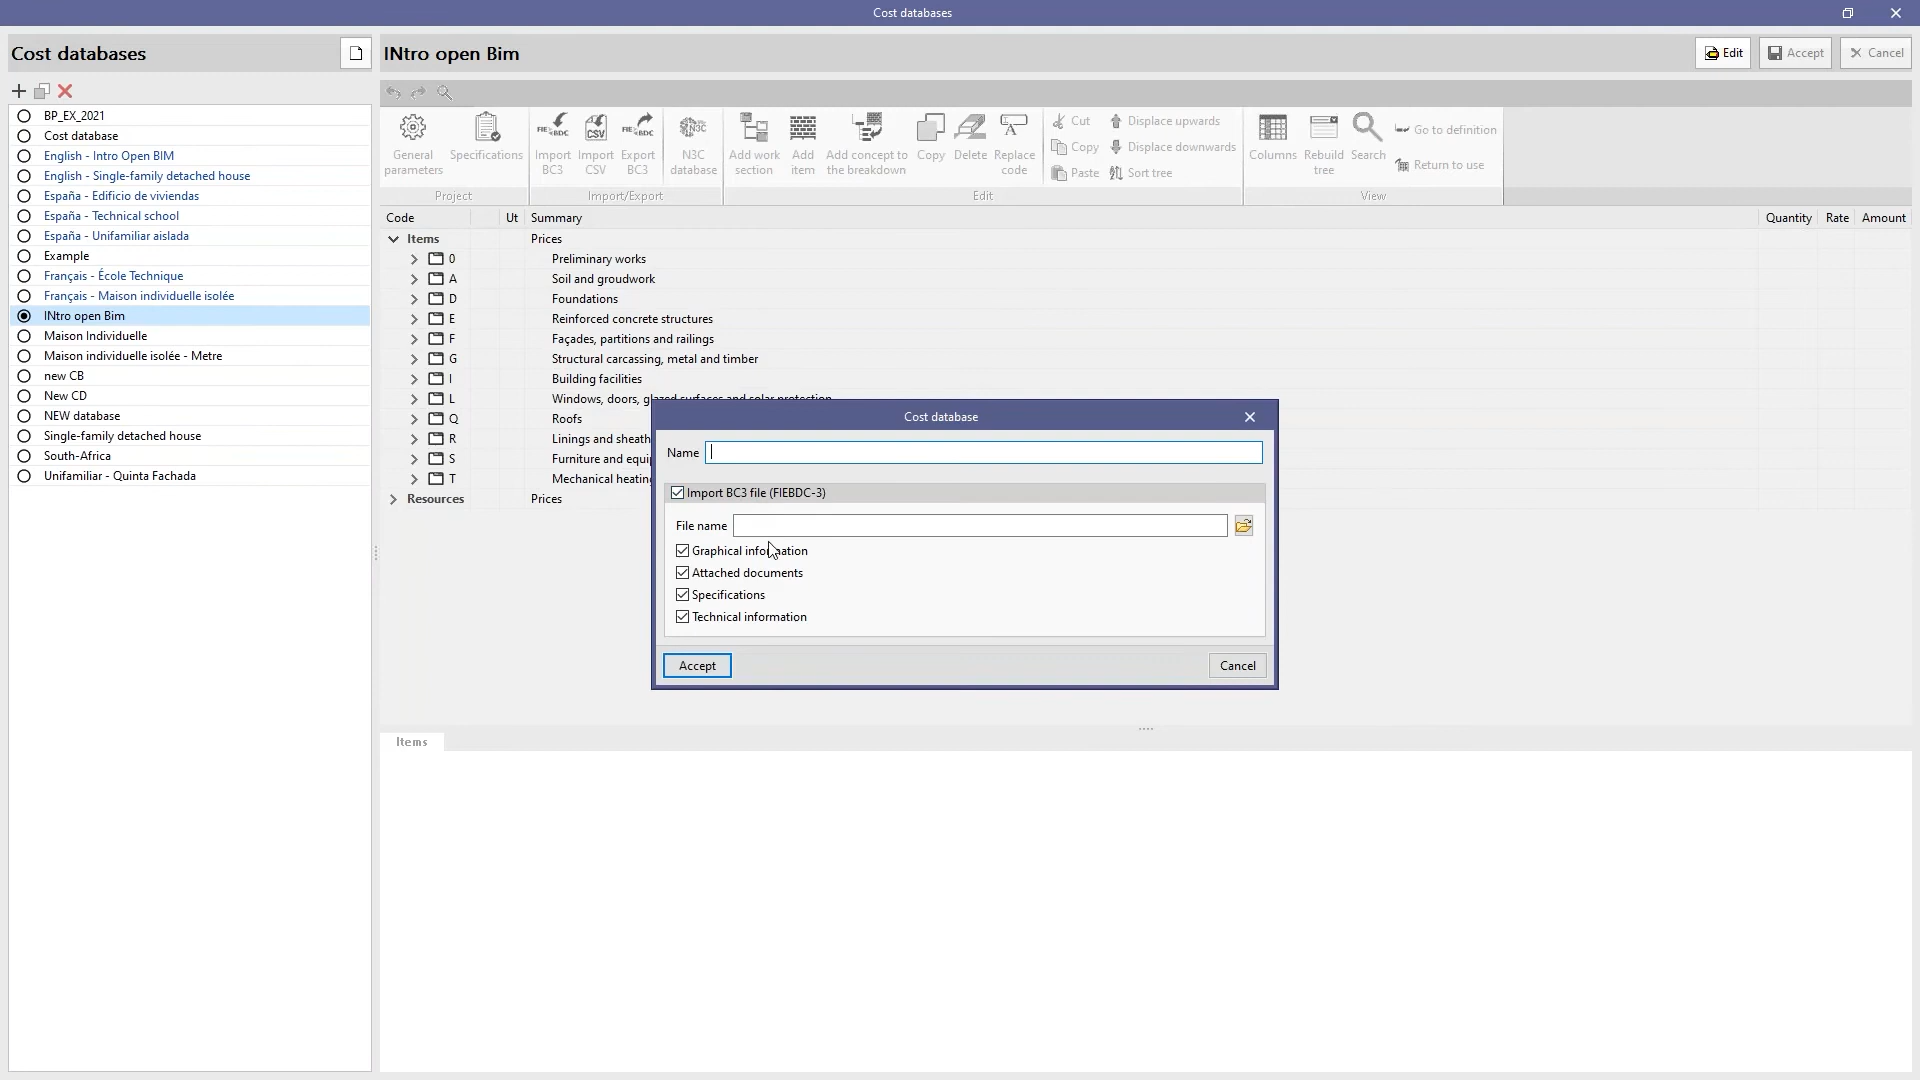 Cost databases
Cost databases
INtro open Bim
Edit
Accept
Cancel
BP_EX_2021
Cost database
English - Intro Open BIM
English - Single-family detached house
España - Edificio de viviendas
España - Technical school
España - Unifamiliar aislada
Example
Français - École Technique
Français - Maison individuelle isolée
INtro open Bim
Maison Individuelle
Maison individuelle isolée - Metre
new CB
New CD
NEW database
Single-family detached house
South-Africa
Unifamiliar - Quinta Fachada
General parameters
Specifications
Project
FIEBDC
Import BC3
CSV
Import CSV
FIEBDC
Export BC3
Import/Export
N3C
N3C database
Add work section
Add item
Add concept to the breakdown
Copy
Delete
A
Replace code
Cut
Copy
Paste
Displace upwards
Displace downwards
Sort tree
Edit
Columns
Rebuild tree
Search
Go to definition
Return to use
View
Code Ut Summary Quantity Rate Amount
Items Prices
0 Preliminary works
A Soil and groudwork
D Foundations
E Reinforced concrete structures
F Façades, partitions and railings
G Structural carcassing, metal and timber
I Building facilities
L Windows, doors, glazed surfaces and solar protection
Q Roofs
R Linings and sheath
S Furniture and equi
T Mechanical heating
Resources Prices
Cost database
Name
Import BC3 file (FIEBDC-3)
File name
Graphical information
Attached documents
Specifications
Technical information
Accept
Cancel
Items